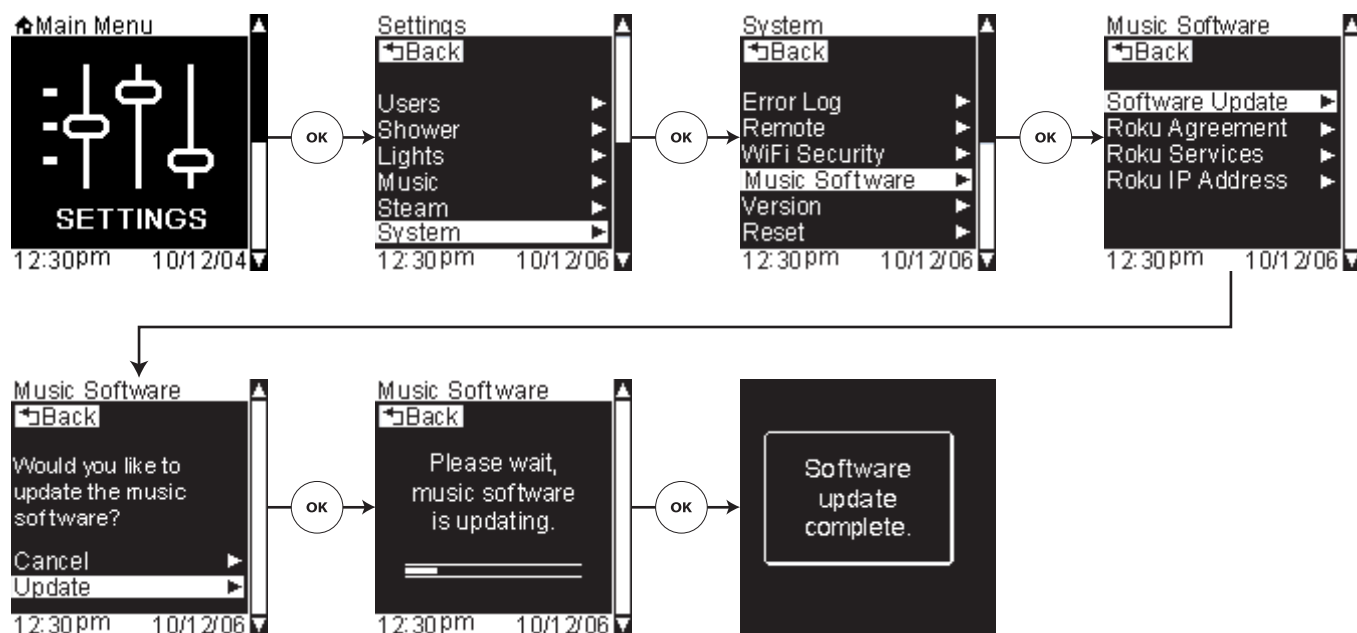 Main Menu
SETTINGS
12:30pm 10/12/04
OK
Settings
Back
Users
Shower
Lights
Music
Steam
System
12:30pm 10/12/06
OK
System
Back
Error Log
Remote
WiFi Security
Music Software
Version
Reset
12:30pm 10/12/06
OK
Music Software
Back
Software Update
Roku Agreement
Roku Services
Roku IP Address
12:30pm 10/12/06
Music Software
Back
Would you like to
update the music
software?
Cancel
Update
12:30pm 10/12/06
OK
Music Software
Back
Please wait,
music software
is updating.
12:30pm 10/12/06
OK
Software
update
complete.